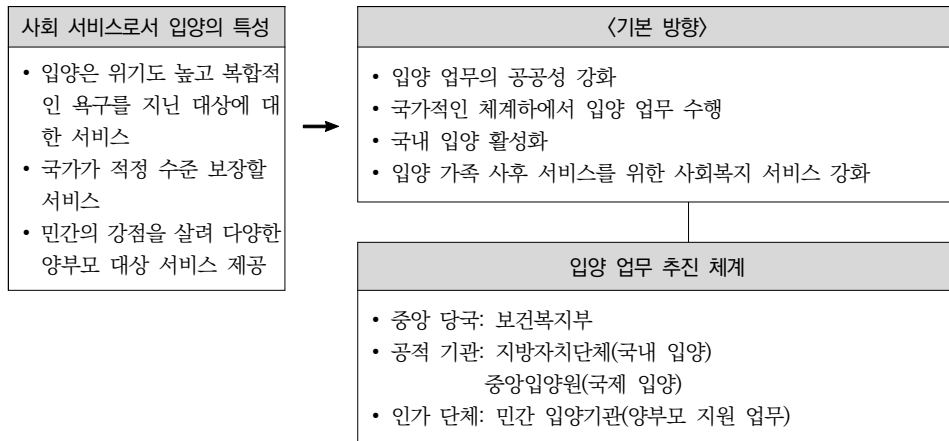 사회 서비스로서 입양의 특성
• 입양은 위기도 높고 복합적
인 욕구를 지닌 대상에 대
한 서비스
• 국가가 적정 수준 보장할
서비스
• 민간의 강점을 살려 다양한
양부모 대상 서비스 제공
〈기본 방향〉
• 입양 업무의 공공성 강화
• 국가적인 체계하에서 입양 업무 수행
• 국내 입양 활성화
• 입양 가족 사후 서비스를 위한 사회복지 서비스 강화
입양 업무 추진 체계
• 중앙 당국: 보건복지부
• 공적 기관: 지방자치단체(국내 입양)
중앙입양원(국제 입양)
• 인가 단체: 민간 입양기관(양부모 지원 업무)